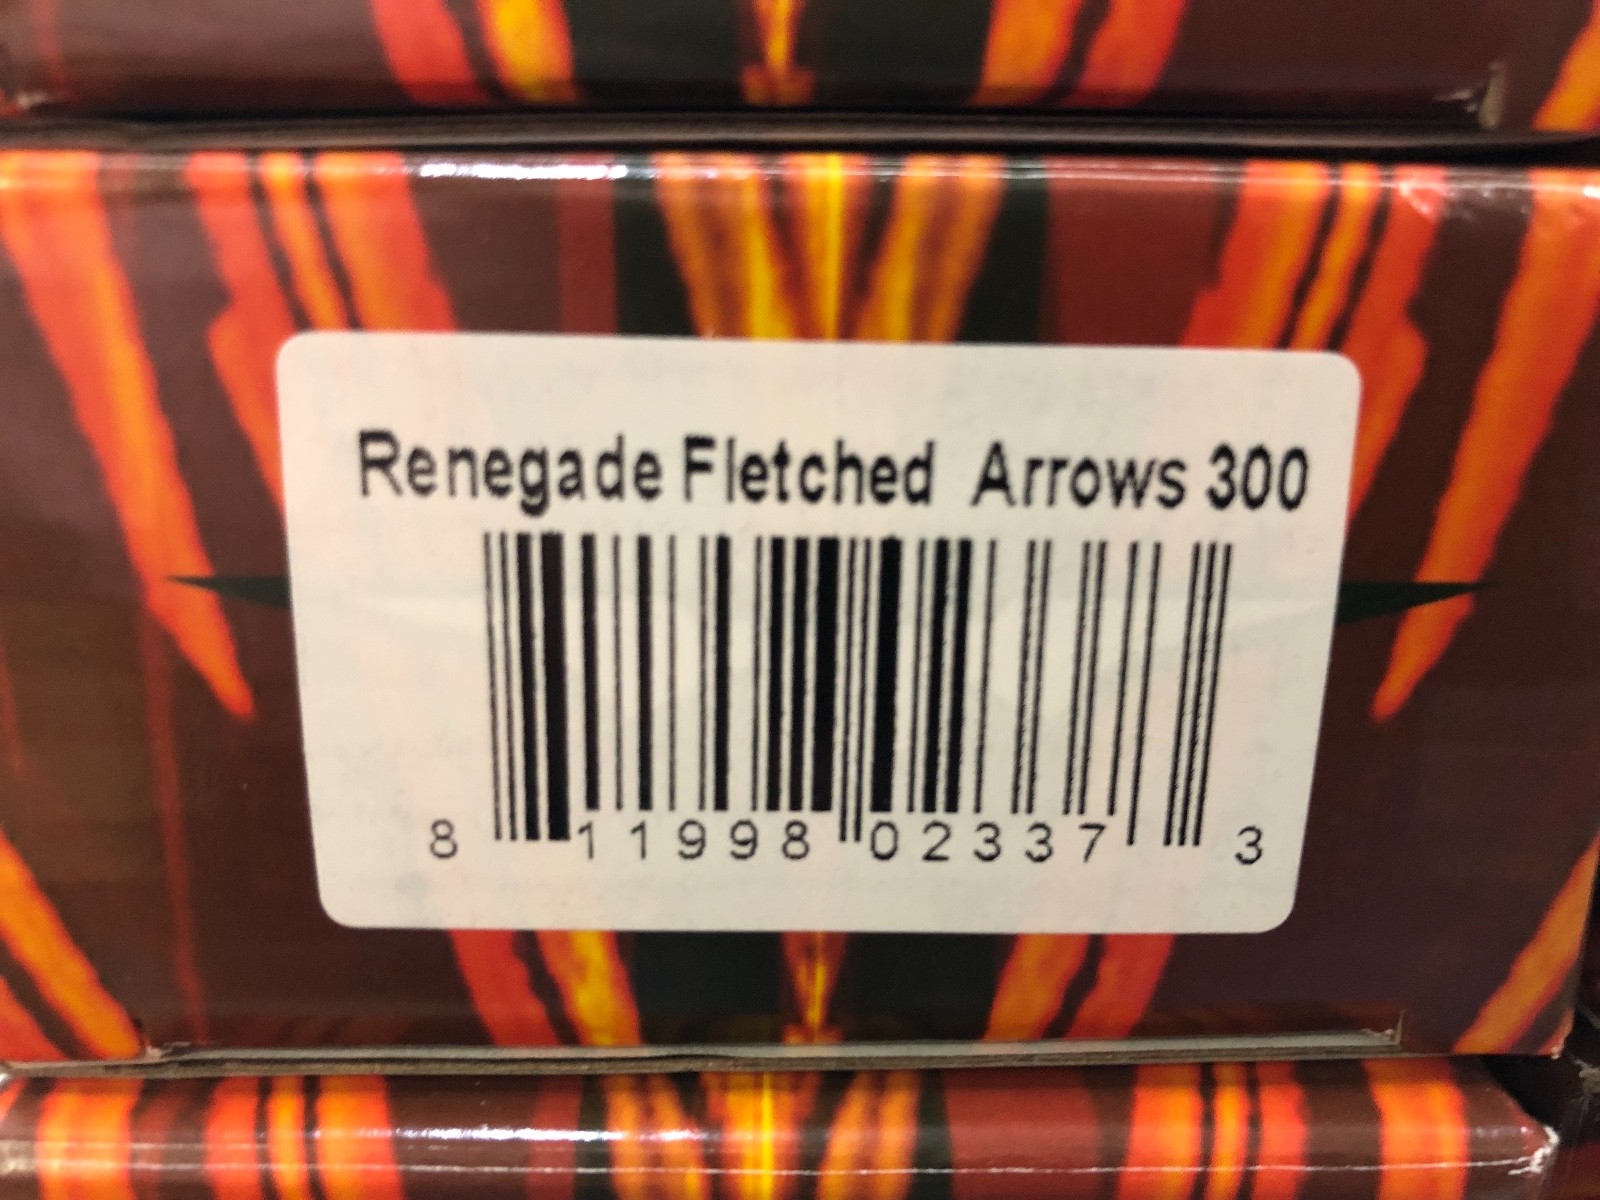 Renegade Fletched Arrows 300
8 11998 02337 3